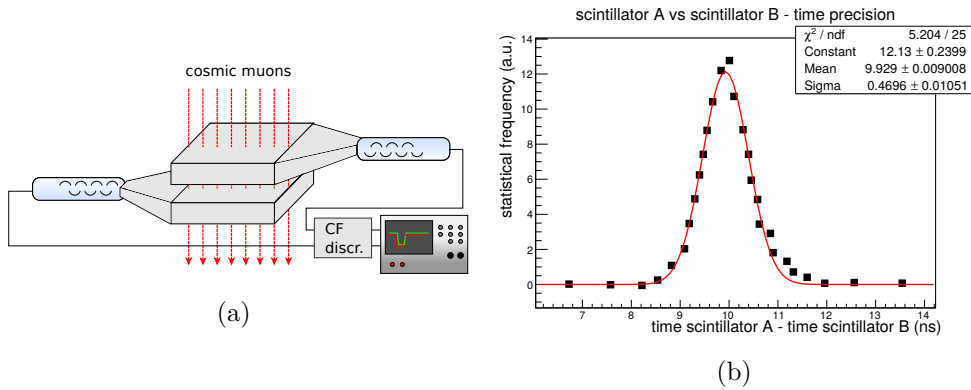 cosmic muons
CF
discr.
(a)
scintillator A vs scintillator B - time precision
χ² / ndf 5.204 / 25
Constant 12.13 ± 0.2399
Mean 9.929 ± 0.009008
Sigma 0.4696 ± 0.01051
statistical frequency (a.u.)
14
12
10
8
6
4
2
0
7 8 9 10 11 12 13 14
time scintillator A - time scintillator B (ns)
(b)